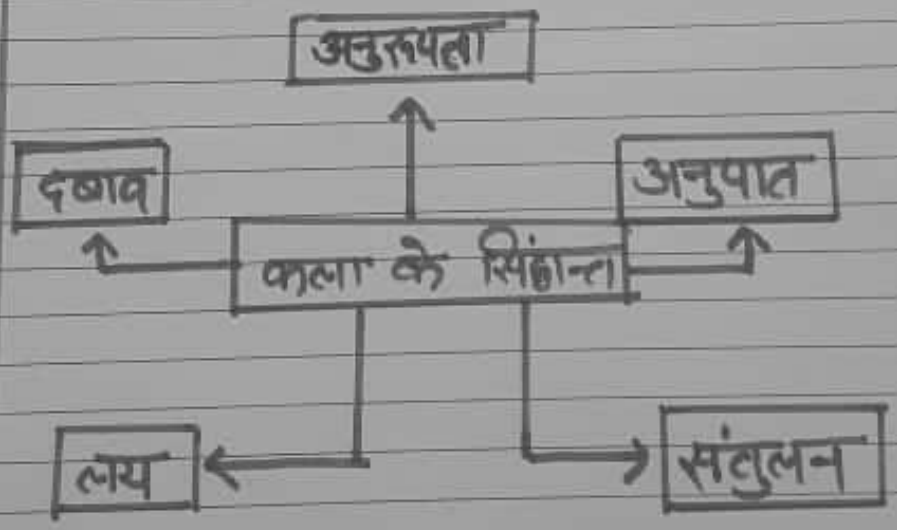 अनुरूपता
दबाव
अनुपात
कला के सिंद्वान्त
लय
संतुलन